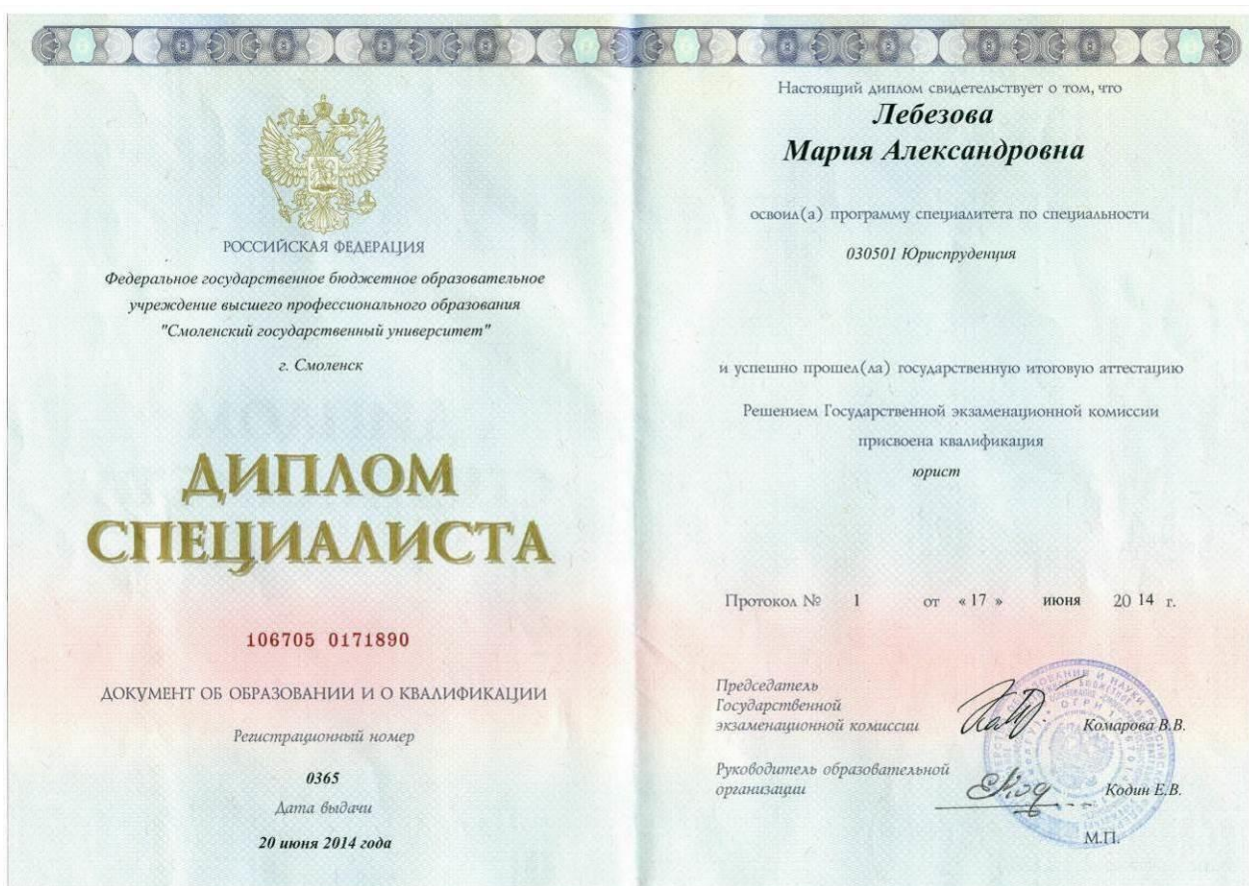 РОССИЙСКАЯ ФЕДЕРАЦИЯ
Федеральное государственное бюджетное образовательное
учреждение высшего профессионального образования
"Смоленский государственный университет"
г. Смоленск
ДИПЛОМ
СПЕЦИАЛИСТА
106705 0171890
ДОКУМЕНТ ОБ ОБРАЗОВАНИИ И О КВАЛИФИКАЦИИ
Регистрационный номер
0365
Дата выдачи
20 июня 2014 года
Настоящий диплом свидетельствует о том, что
Лебезова
Мария Александровна
освоил(а) программу специалитета по специальности
030501 Юриспруденция
и успешно прошел(ла) государственную итоговую аттестацию
Решением Государственной экзаменационной комиссии
присвоена квалификация
юрист
Протокол № 1 от « 17 » июня 20 14 г.
Председатель
Государственной
экзаменационной комиссии Комарова В.В.
Руководитель образовательной
организации Кодин Е.В.
М.П.